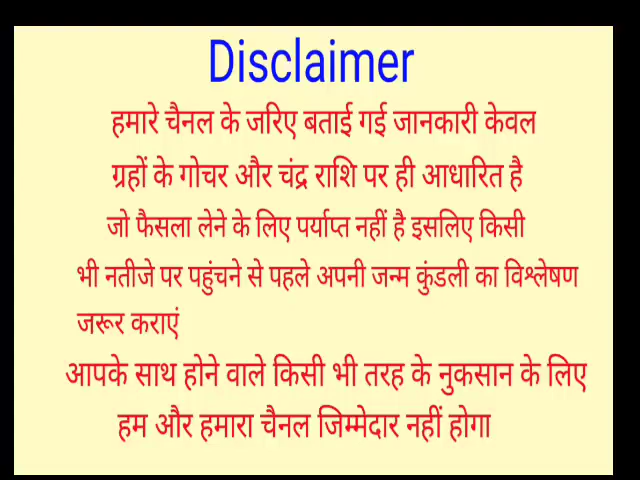 Disclaimer
हमारे चैनल के जरिए बताई गई जानकारी केवल
ग्रहों के गोचर और चंद्र राशि पर ही आधारित है
जो फैसला लेने के लिए पर्याप्त नहीं है इसलिए किसी
भी नतीजे पर पहुंचने से पहले अपनी जन्म कुंडली का विश्लेषण
जरूर कराएं
आपके साथ होने वाले किसी भी तरह के नुकसान के लिए
हम और हमारा चैनल जिम्मेदार नहीं होगा